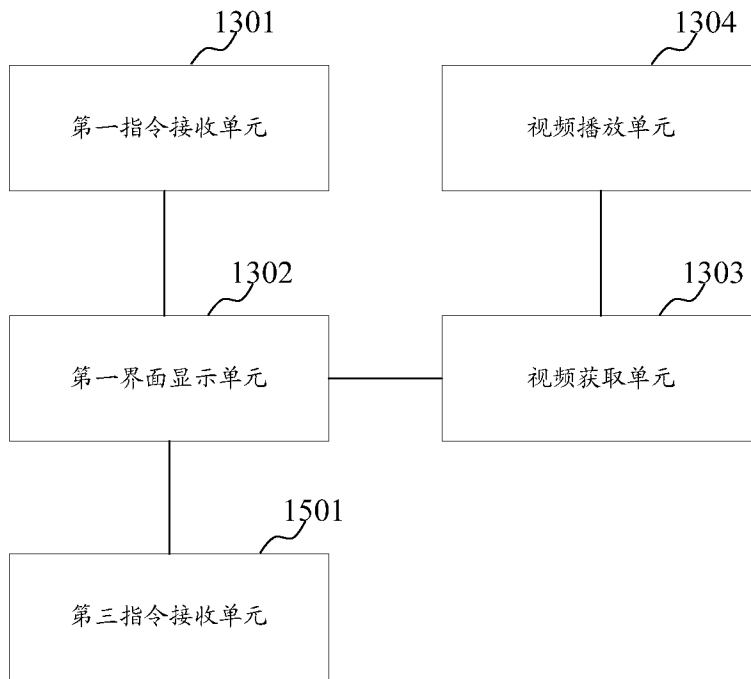 1301
第一指令接收单元
1304
视频播放单元
1302
第一界面显示单元
1303
视频获取单元
1501
第三指令接收单元